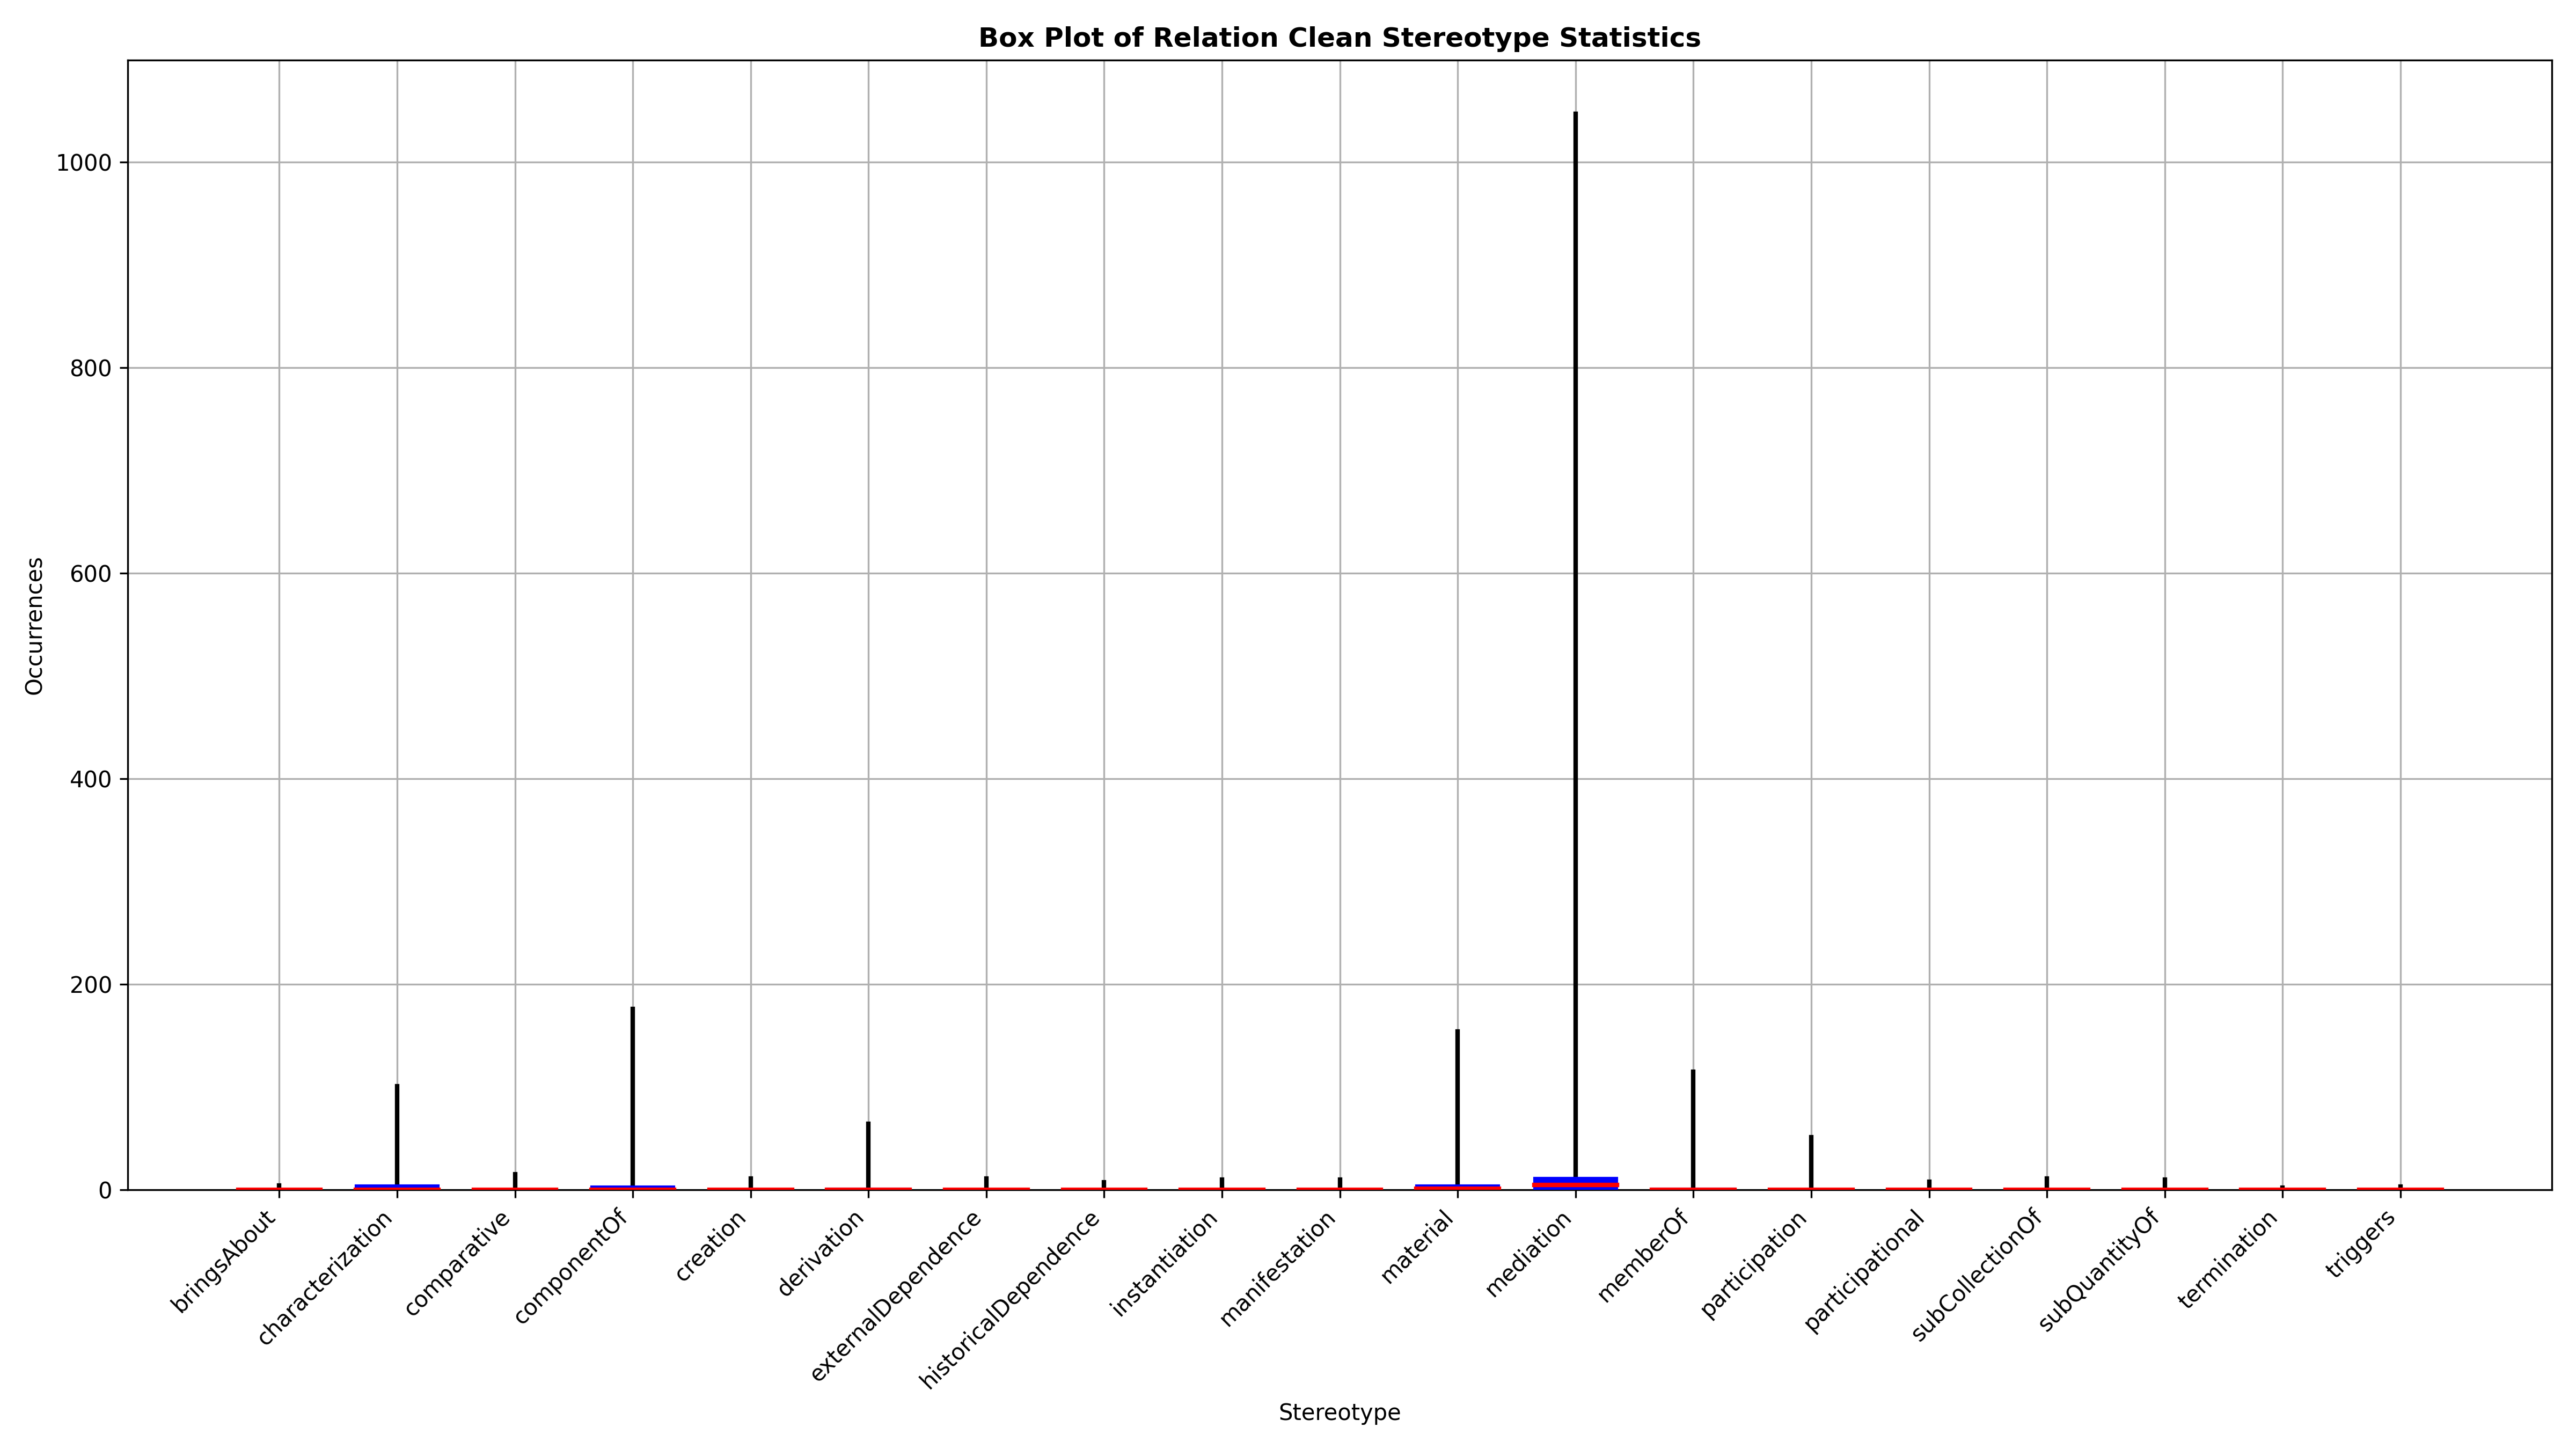 Box Plot of Relation Clean Stereotype Statistics
Occurrences
1000
800
600
400
200
0
bringsAbout
characterization
comparative
componentOf
creation
derivation
externalDependence
historicalDependence
instantiation
manifestation
material
mediation
memberOf
participation
participational
subCollectionOf
subQuantityOf
termination
triggers
Stereotype